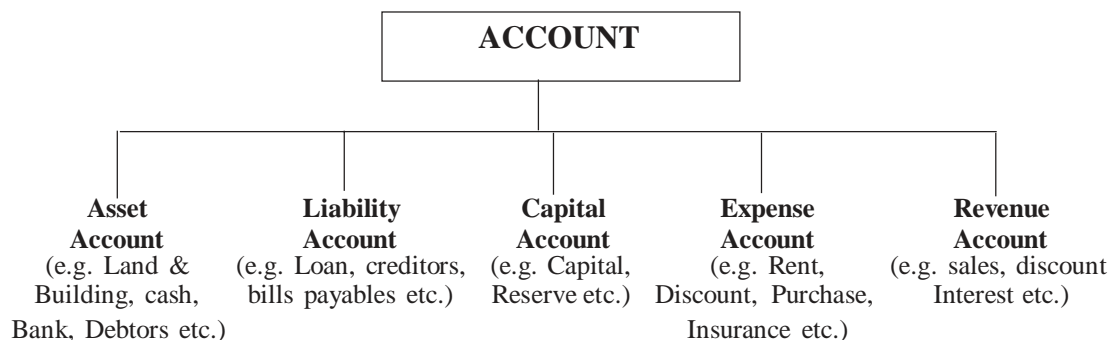 ACCOUNT
Asset
Account
(e.g. Land &
Building, cash,
Bank, Debtors etc.)
Liability
Account
(e.g. Loan, creditors,
bills payables etc.)
Capital
Account
(e.g. Capital,
Reserve etc.)
Expense
Account
(e.g. Rent,
Discount, Purchase,
Insurance etc.)
Revenue
Account
(e.g. sales, discount
Interest etc.)